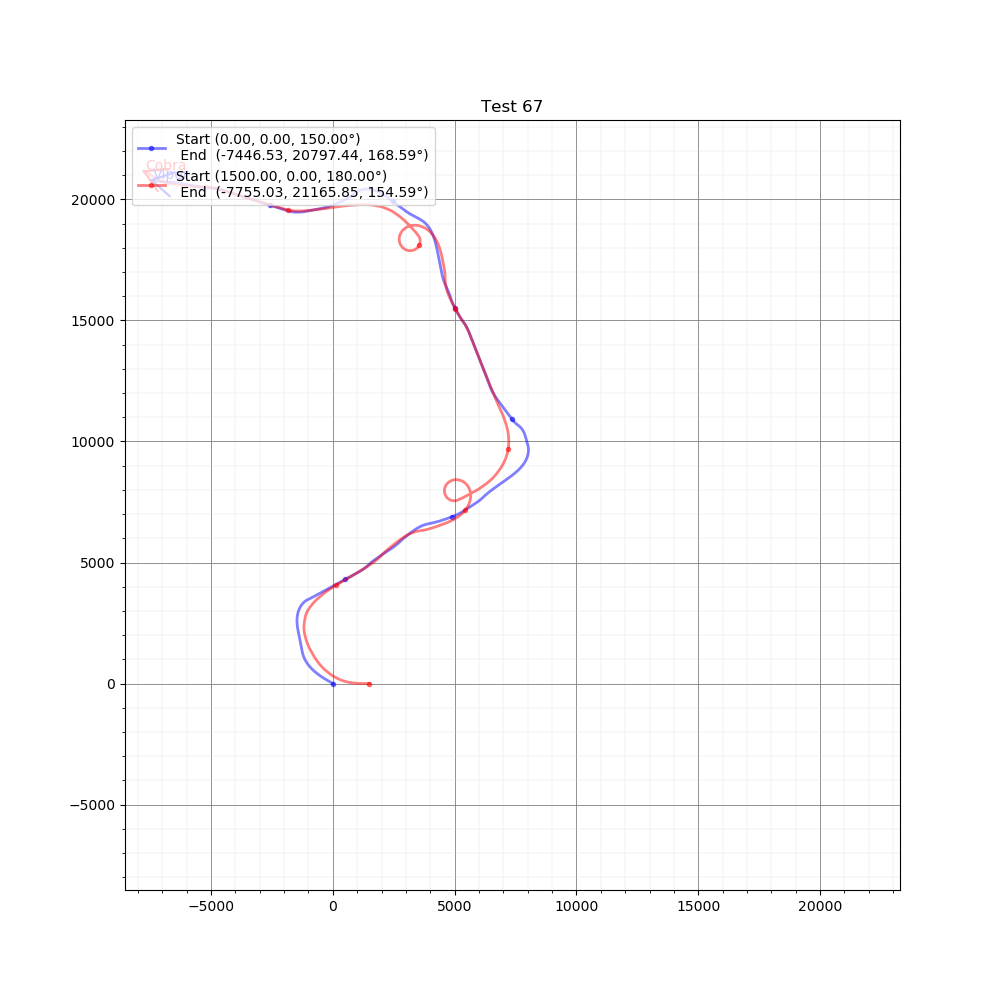 Test 67
Start (0.00, 0.00, 150.00°)
End (-7446.53, 20797.44, 168.59°)
Cobra
Start (1500.00, 0.00, 180.00°)
End (-7755.03, 21165.85, 154.59°)
20000
15000
10000
5000
0
−5000
−5000
0
5000
10000
15000
20000